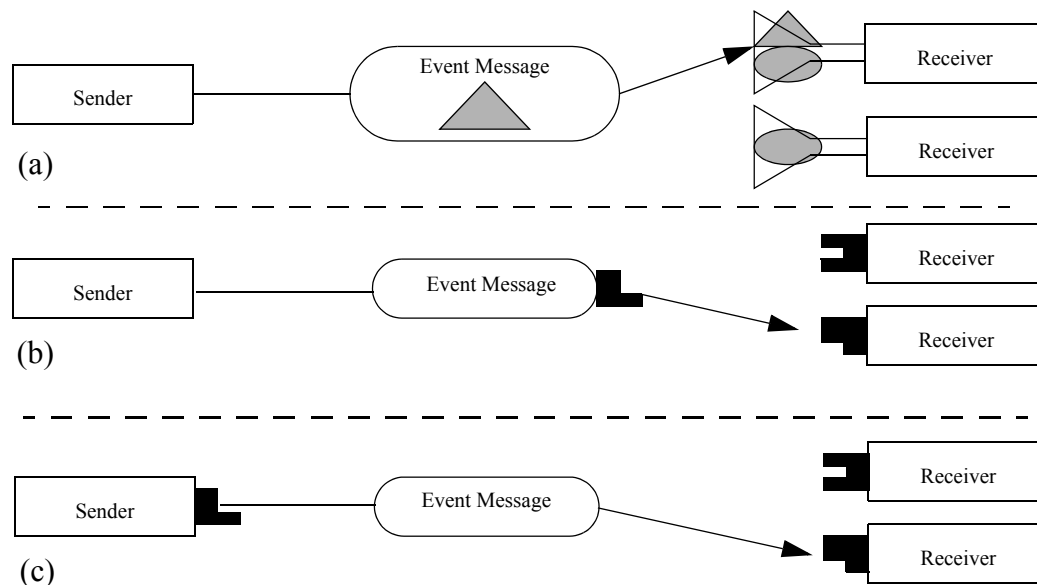 Event Message
Receiver
Sender
Receiver
(a)
Receiver
Sender
Event Message
Receiver
(b)
Receiver
Event Message
Sender
Receiver
(c)